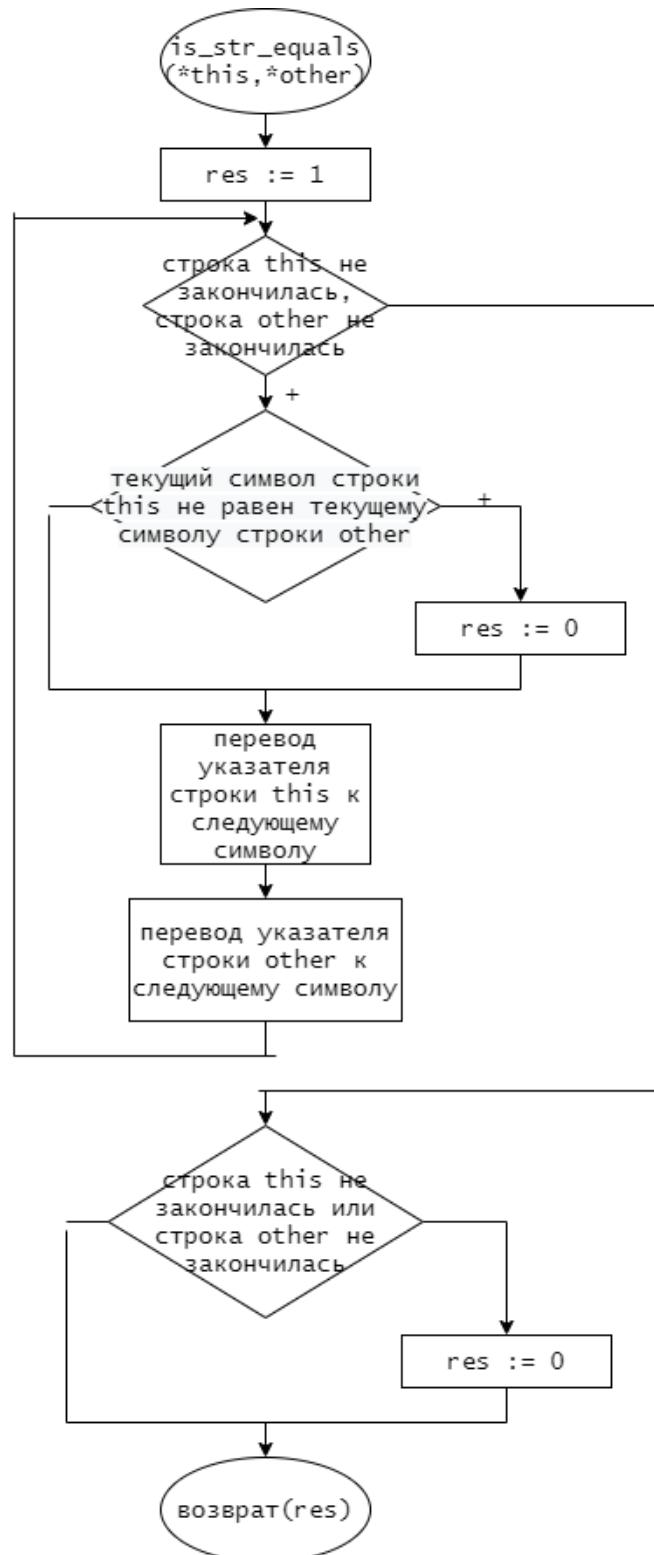 is_str_equals
(*this,*other)
res := 1
строка this не
закончилась,
строка other не
закончилась
+
текущий символ строки
this не равен текущему
символу строки other
+
res := 0
перевод
указателя
строки this к
следующему
символу
перевод указателя
строки other к
следующему символу
строка this не
закончилась или
строка other не
закончилась
res := 0
возврат(res)